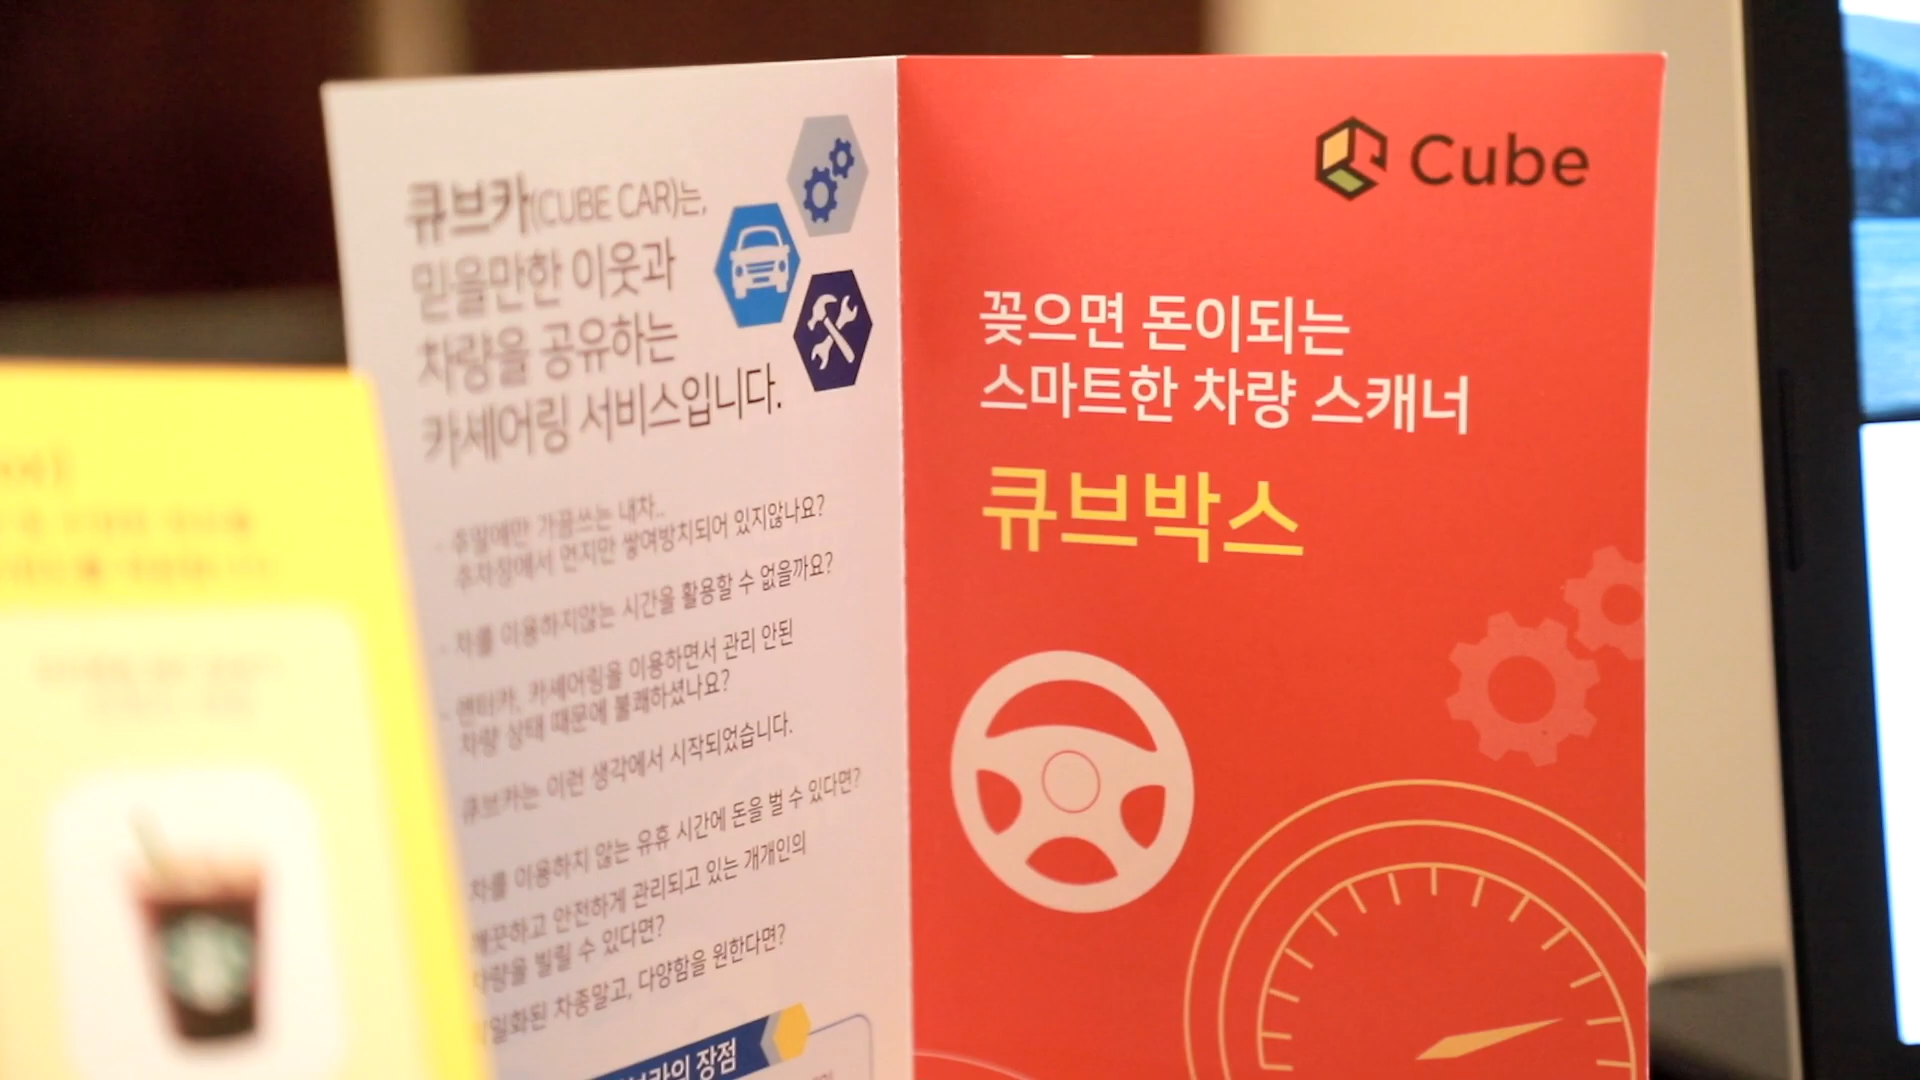 큐브카(CUBE CAR)는,
믿을만한 이웃과
차량을 공유하는
카세어링 서비스입니다.
- 주말에만 가끔쓰는 내차..
주차장에서 먼지만 쌓여방치되어 있지않나요?
- 차를 이용하지않는 시간을 활용할 수 없을까요?
- 렌터카, 카세어링을 이용하면서 관리 안된
차량 상태 때문에 불쾌하셨나요?
큐브카는 이런 생각에서 시작되었습니다.
차를 이용하지 않는 유휴 시간에 돈을 벌 수 있다면?
깨끗하고 안전하게 관리되고 있는 개개인의
차량을 빌릴 수 있다면?
차종말고, 다양함을 원한다면?
장점
Cube
꽂으면 돈이되는
스마트한 차량 스캐너
큐브박스